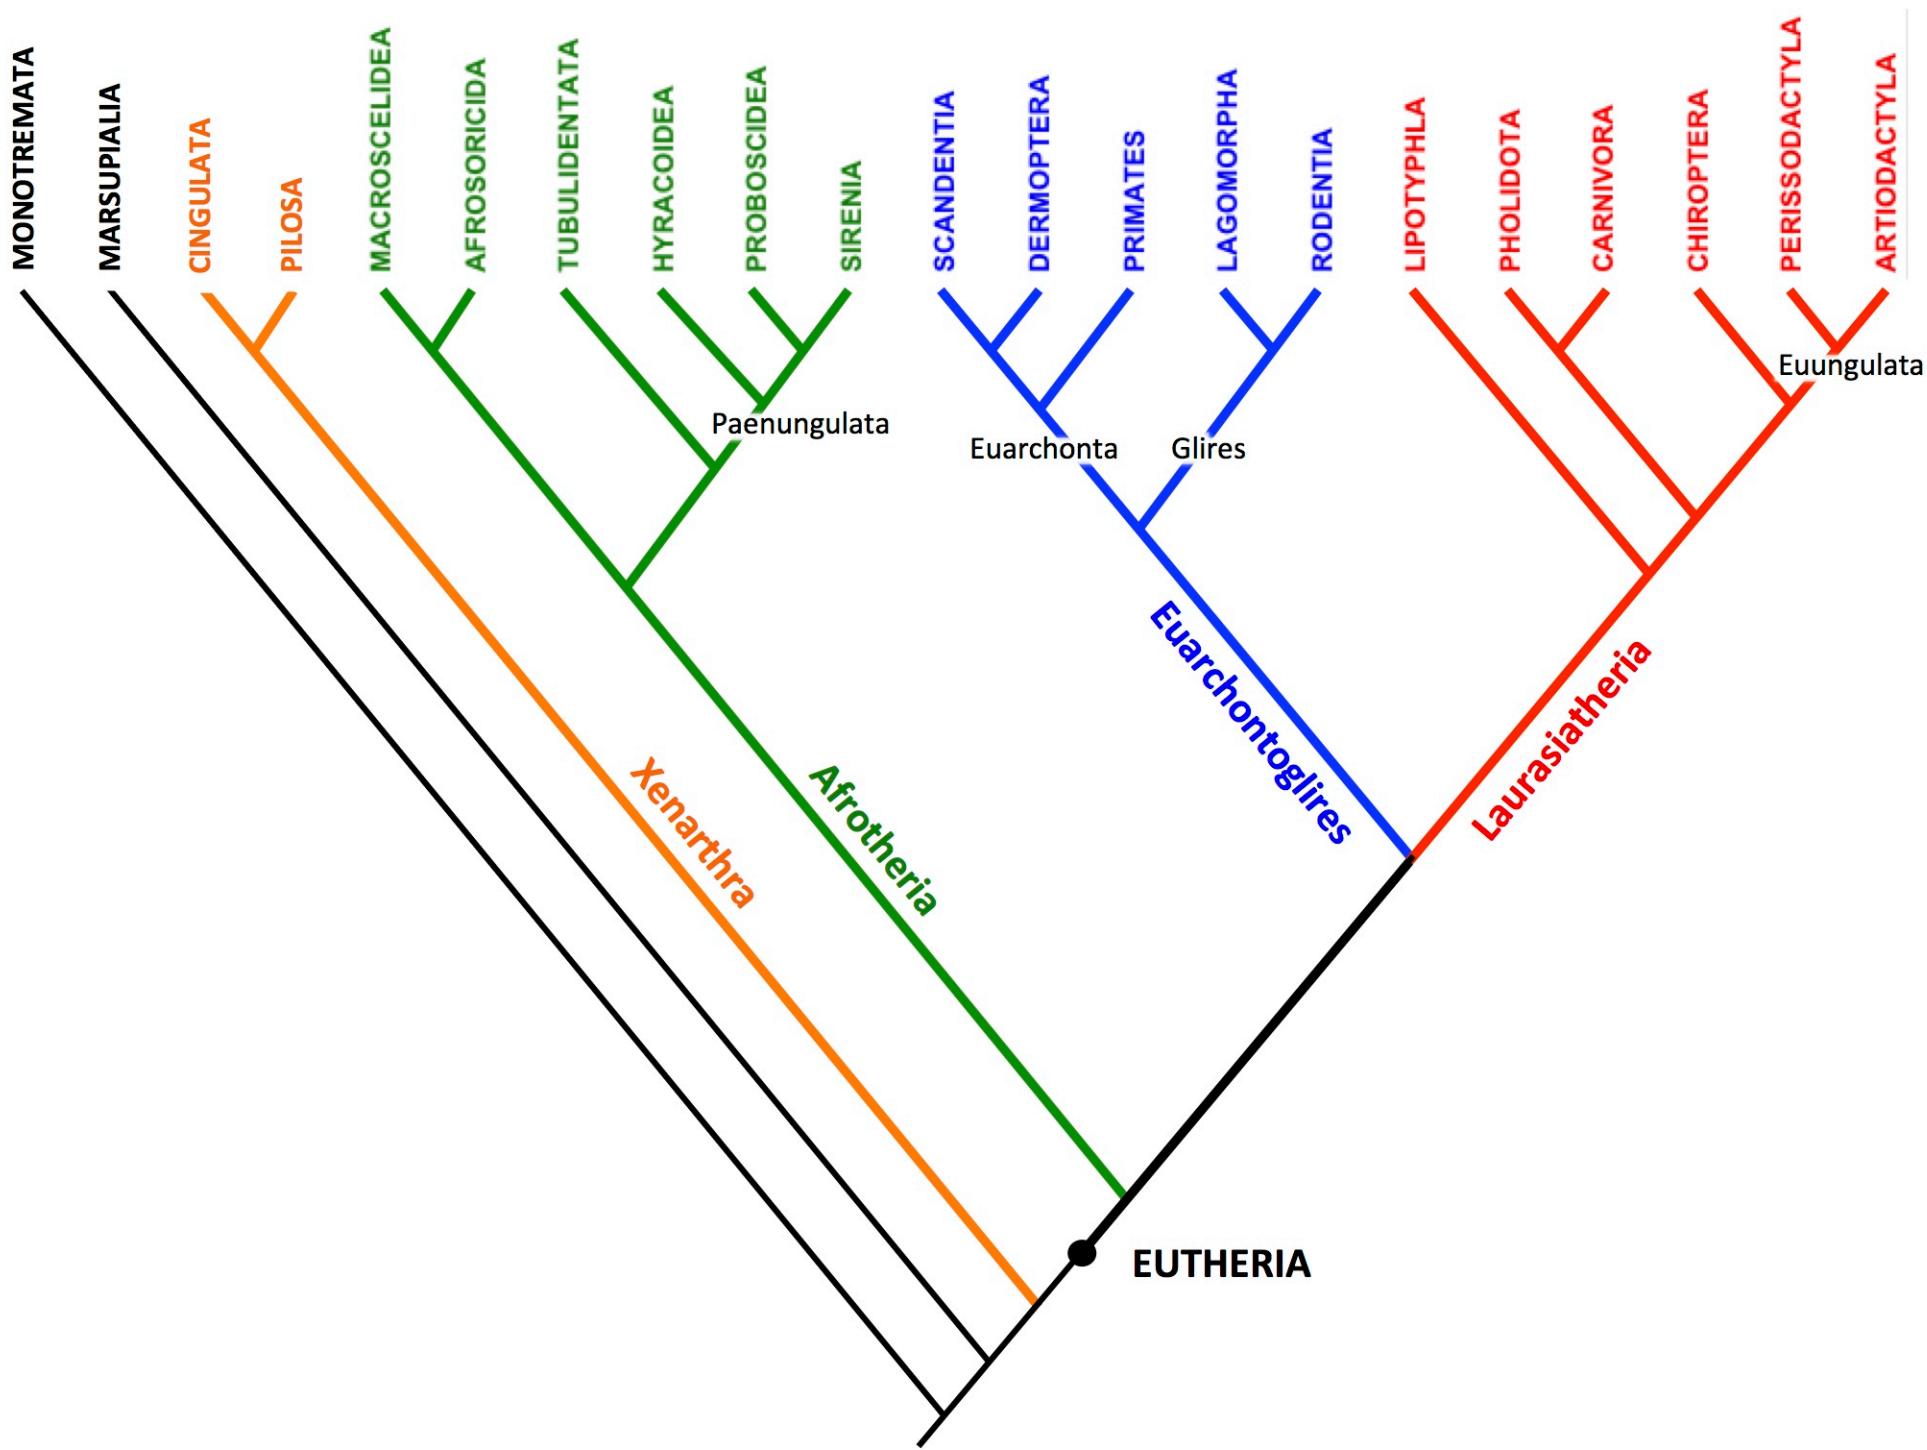 MONOTREMATA
MARSUPIALIA
CINGULATA
PILOSA
MACROSCELIDEA
AFROSORICIDA
TUBULIDENTATA
HYRACOIDEA
PROBOSCIDEA
SIRENIA
SCANDENTIA
DERMOPTERA
PRIMATES
LAGOMORPHA
RODENTIA
LIPOTYPHLA
PHOLIDOTA
CARNIVORA
CHIROPTERA
PERISSODACTYLA
ARTIODACTYLA
Euungulata
Paenungulata
Euarchonta
Glires
Xenarthra
Afrotheria
Euarchontoglires
Laurasiatheria
EUTHERIA